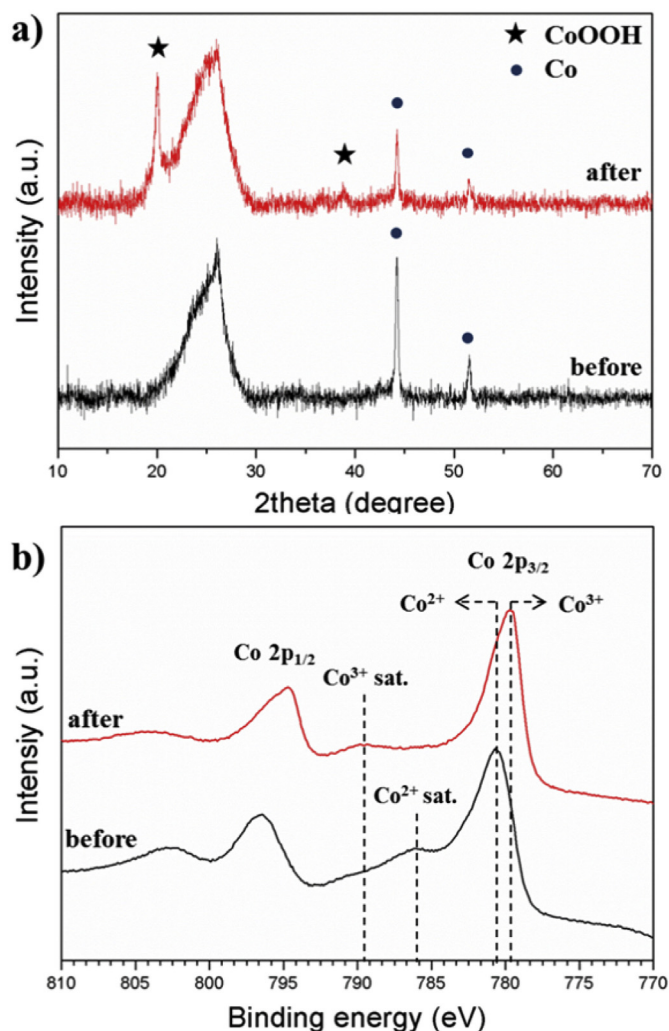 a)
★ CoOOH
● Co
after
before
Intensity (a.u.)
10 20 30 40 50 60 70
2theta (degree)
b)
Co 2p3/2
Co2+ Co3+
Co 2p1/2
Co3+ sat.
after
Co2+ sat.
before
Intensiy (a.u.)
810 805 800 795 790 785 780 775 770
Binding energy (eV)